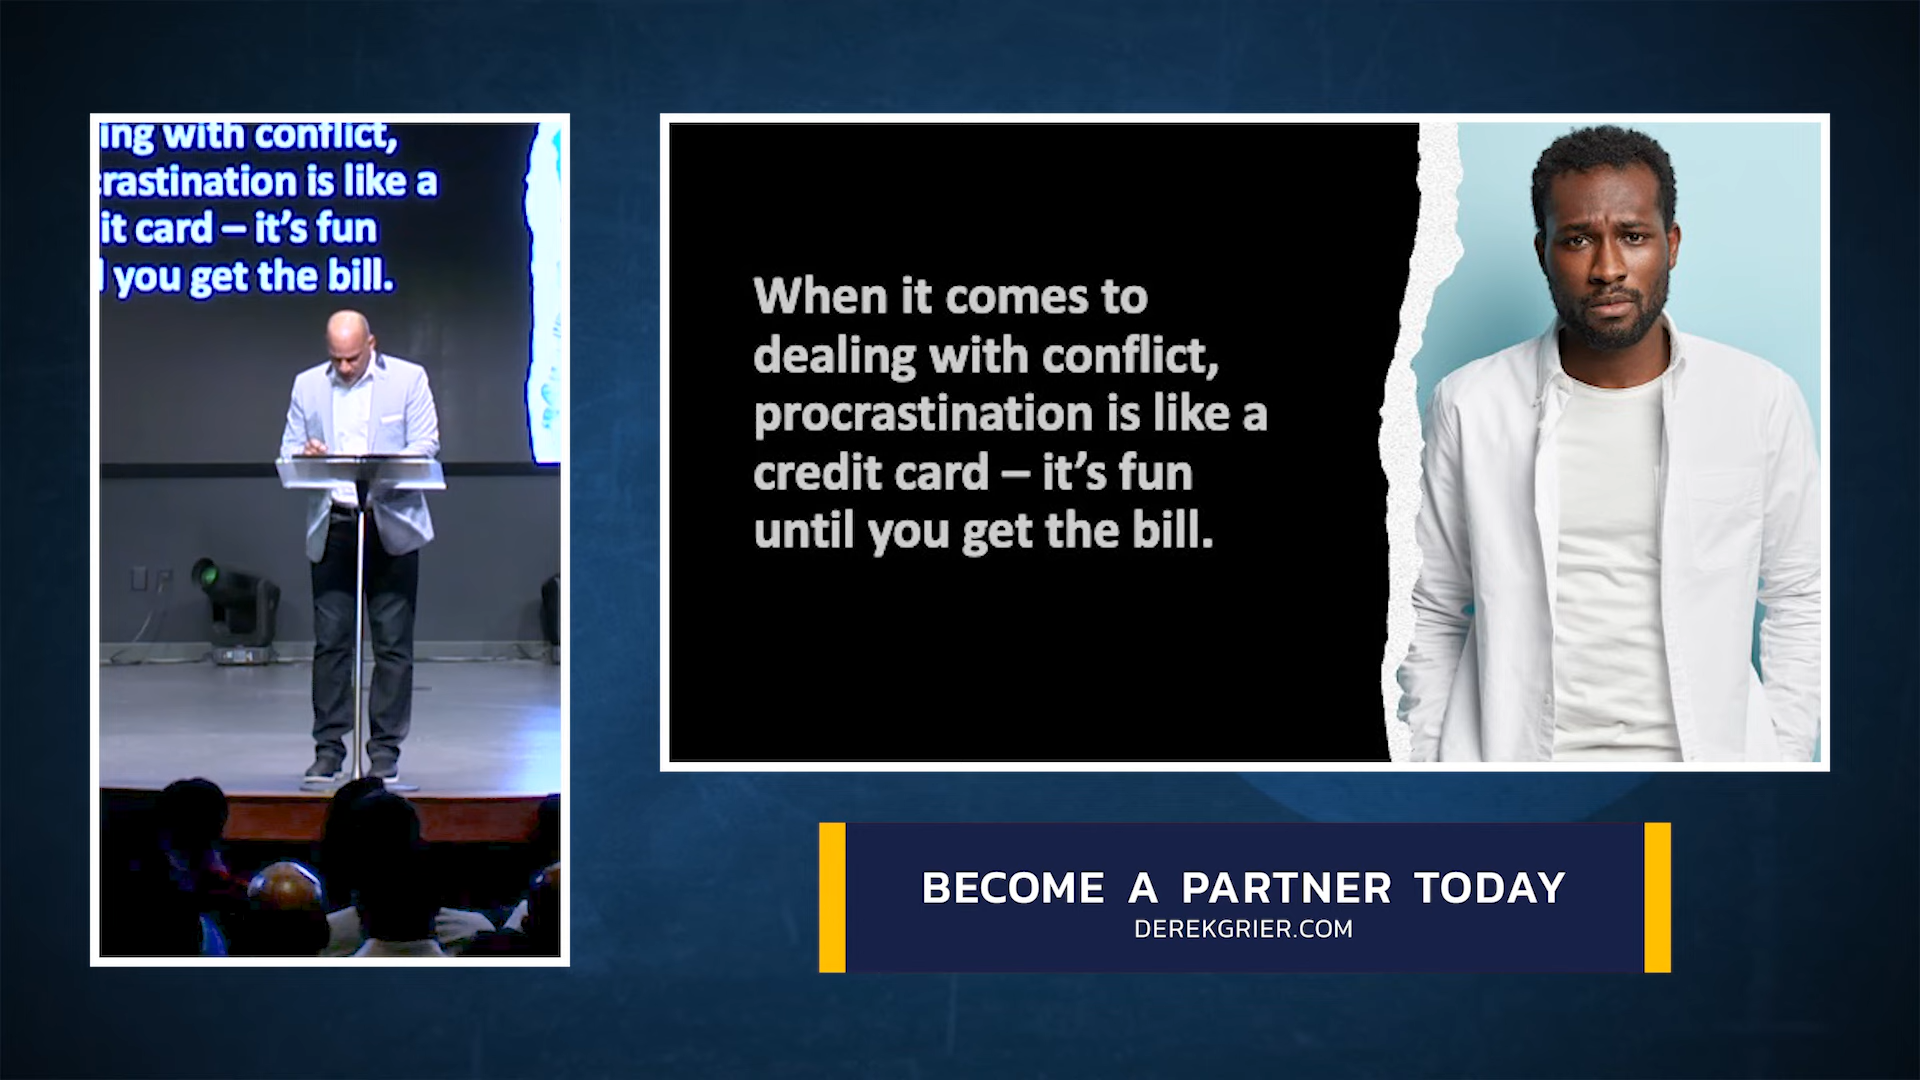 ing with conflict,
crastination is like a
it card – it’s fun
l you get the bill.
When it comes to
dealing with conflict,
procrastination is like a
credit card – it’s fun
until you get the bill.
BECOME A PARTNER TODAY
DEREKGRIER.COM